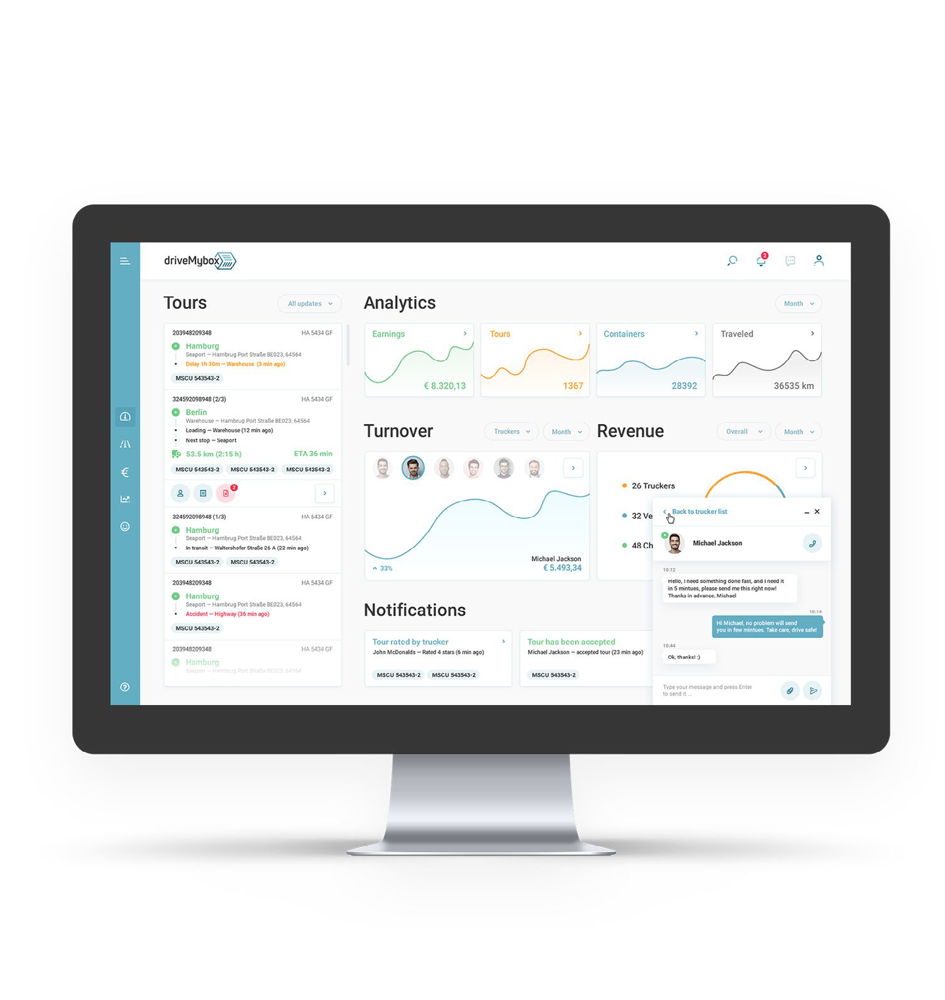 driveMybox
2
Tours
All updates
203948209348
HA 5434 GF
Hamburg
Seaport — Hambrug Port Straße BE023, 64564
Delay 1h 30m — Warehouse (3 min ago)
MSCU 543543-2
324592098948 (2/3)
HA 5434 GF
Berlin
Warehouse — Hambrug Port Straße BE023, 64564
Loading — Warehouse (12 min ago)
Next stop — Seaport
53.5 km (2:15 h)
ETA 36 min
MSCU 543543-2 MSCU 543543-2 MSCU 543543-2
2
324592098948 (1/3)
HA 5434 GF
Hamburg
Seaport — Hambrug Port Straße BE023, 64564
In transit — Waltershofer Straße 26 A (22 min ago)
MSCU 543543-2 MSCU 543543-2
203948209348
HA 5434 GF
Hamburg
Seaport — Hambrug Port Straße BE023, 64564
Accident — Highway (36 min ago)
MSCU 543543-2
203948209348
HA 5434 GF
Hamburg
Seaport — Hambrug Port Straße BE023, 64564
Analytics
Month
Earnings
€ 8.320,13
Tours
1367
Containers
28392
Traveled
36535 km
Turnover
Truckers
Month
33%
Michael Jackson
€ 5.493,34
Revenue
Overall
Month
26 Truckers
32 Ve
48 Ch
Notifications
Tour rated by trucker
John McDonalds — Rated 4 stars (6 min ago)
MSCU 543543-2 MSCU 543543-2
Tour has been accepted
Michael Jackson — accepted tour (23 min ago)
MSCU 543543-2
Back to trucker list
Michael Jackson
10:12
Hello, I need something done fast, and I need it
in 5 mintues, please send me this right now!
Thanks in advance. Michael
10:14
Hi Michael, no problem will send
you in few mintues. Take care, drive safe!
10:44
Ok, thanks! :)
Type your message and press Enter
to send it ...